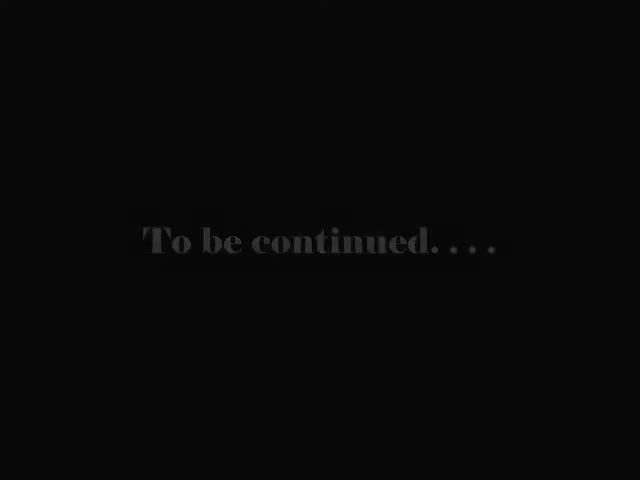 To be continued. . . .